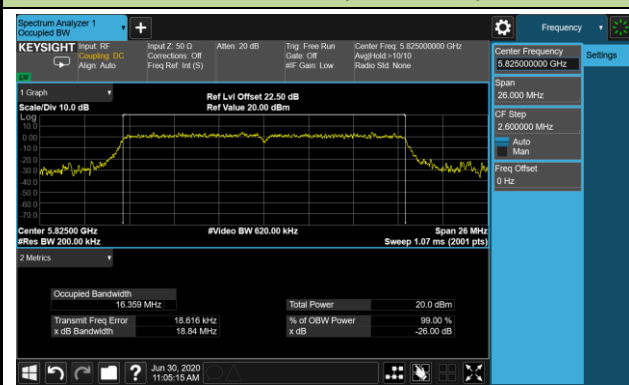 Spectrum Analyzer 1
Occupied BW
Frequency
KEYSIGHT
Input: RF
Coupling: DC
Align: Auto
Input Z: 50 Ω
Corrections: Off
Freq Ref: Int (S)
Atten: 20 dB
Trig: Free Run
Gate: Off
#IF Gain: Low
Center Freq: 5.825000000 GHz
Avg|Hold:>10/10
Radio Std: None
LW
Center Frequency
5.825000000 GHz
Settings
Span
26.000 MHz
CF Step
2.600000 MHz
Auto
Man
Freq Offset
0 Hz
1 Graph
Scale/Div 10.0 dB
Ref Lvl Offset 22.50 dB
Ref Value 20.00 dBm
Log
10.0
0.00
-10.0
-20.0
-30.0
-40.0
-50.0
-60.0
-70.0
Center 5.82500 GHz
#Res BW 200.00 kHz
#Video BW 620.00 kHz
Span 26 MHz
Sweep 1.07 ms (2001 pts)
2 Metrics
Occupied Bandwidth
16.359 MHz
Total Power 20.0 dBm
Transmit Freq Error 18.616 kHz
% of OBW Power 99.00 %
x dB Bandwidth 18.84 MHz
x dB -26.00 dB
Jun 30, 2020
11:05:15 AM